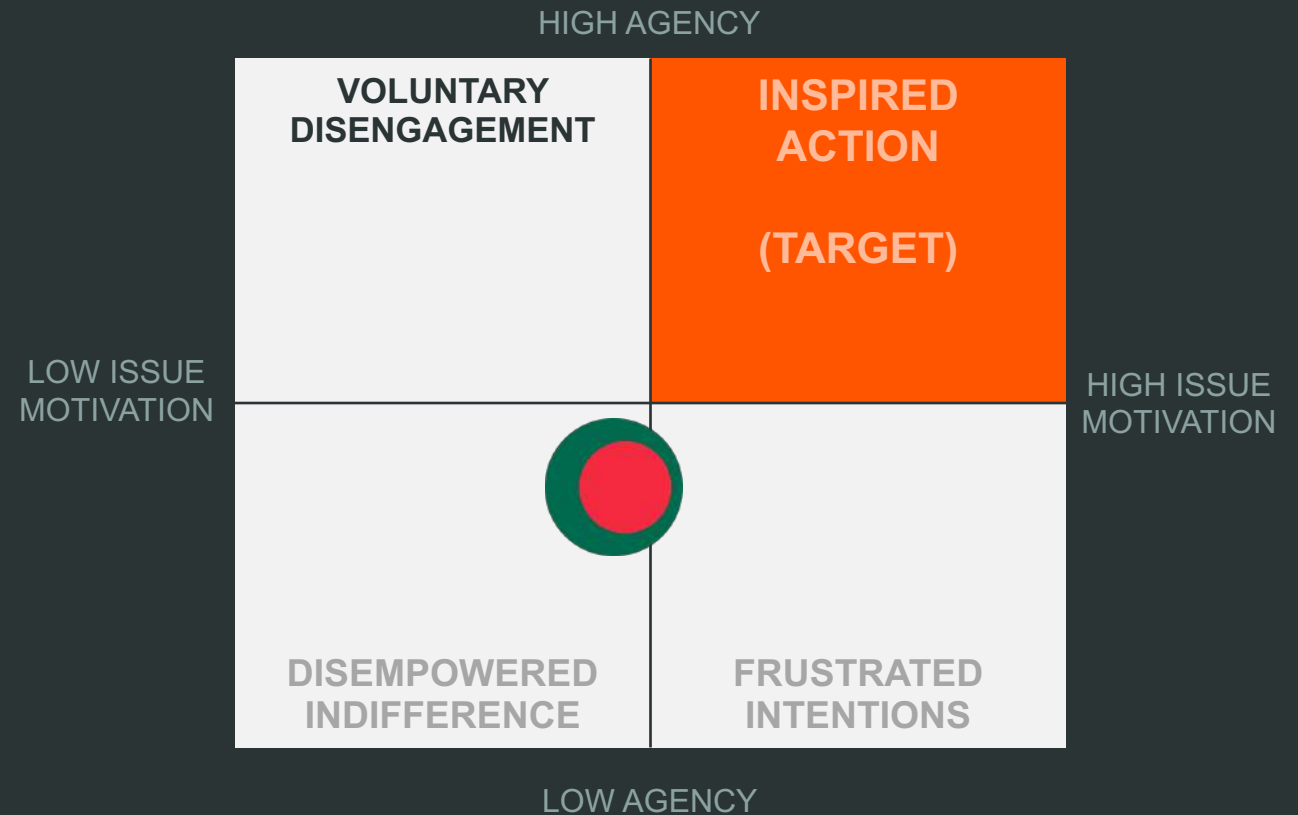 HIGH AGENCY
VOLUNTARY
DISENGAGEMENT
INSPIRED
ACTION
(TARGET)
LOW ISSUE
MOTIVATION
HIGH ISSUE
MOTIVATION
DISEMPOWERED
INDIFFERENCE
FRUSTRATED
INTENTIONS
LOW AGENCY